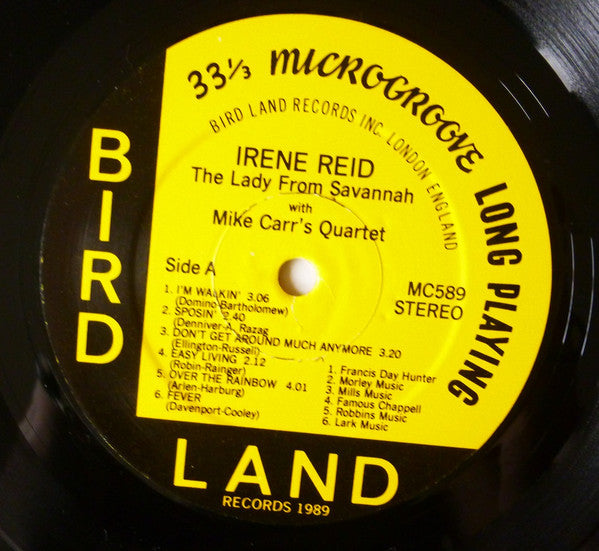 33⅓ MICROGROOVE LONG PLAYING
BIRD LAND RECORDS INC. LONDON ENGLAND
IRENE REID
The Lady From Savannah
with
Mike Carr's Quartet
Side A
MC589
STEREO
1. I'M WALKIN' 3.06
(Domino-Bartholomew)
2. SPOSIN' 2.40
(Denniver-A. Razag
3. DON'T GET AROUND MUCH ANYMORE 3.20
(Ellington-Russell)
4. EASY LIVING 2.12
(Robin-Rainger)
5. OVER THE RAINBOW 4.01
(Arlen-Harburg)
6. FEVER
(Davenport-Cooley)
1. Francis Day Hunter
2. Morley Music
3. Mills Music
4. Famous Chappell
5. Robbins Music
6. Lark Music
BIRD
LAND
RECORDS 1989